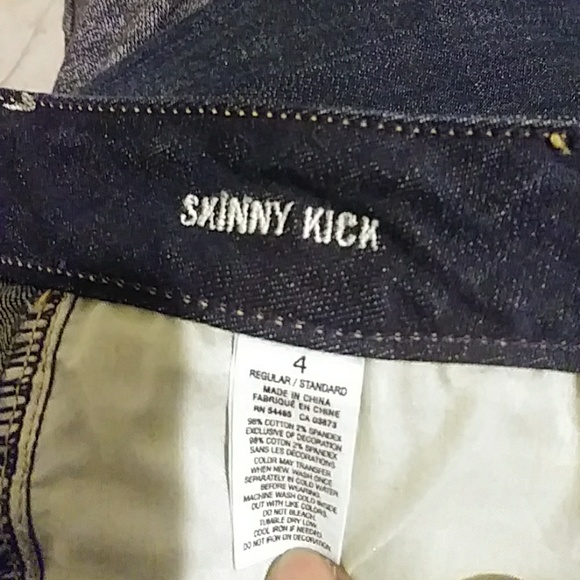 SKINNY KICK
4
REGULAR / STANDARD
MADE IN CHINA
FABRIQUÉ EN CHINE
RN 54485 CA 03673
98% COTTON 2% SPANDEX
EXCLUSIVE OF DECORATION
98% COTON 2% SPANDEX
SANS LES DÉCORATIONS
COLOR MAY TRANSFER
WHEN NEW. WASH ONCE
SEPARATELY IN COLD WATER
BEFORE WEARING.
MACHINE WASH COLD INSIDE
OUT WITH LIKE COLORS.
DO NOT BLEACH.
TUMBLE DRY LOW.
COOL IRON IF NEEDED.
DO NOT IRON ON DECORATION.